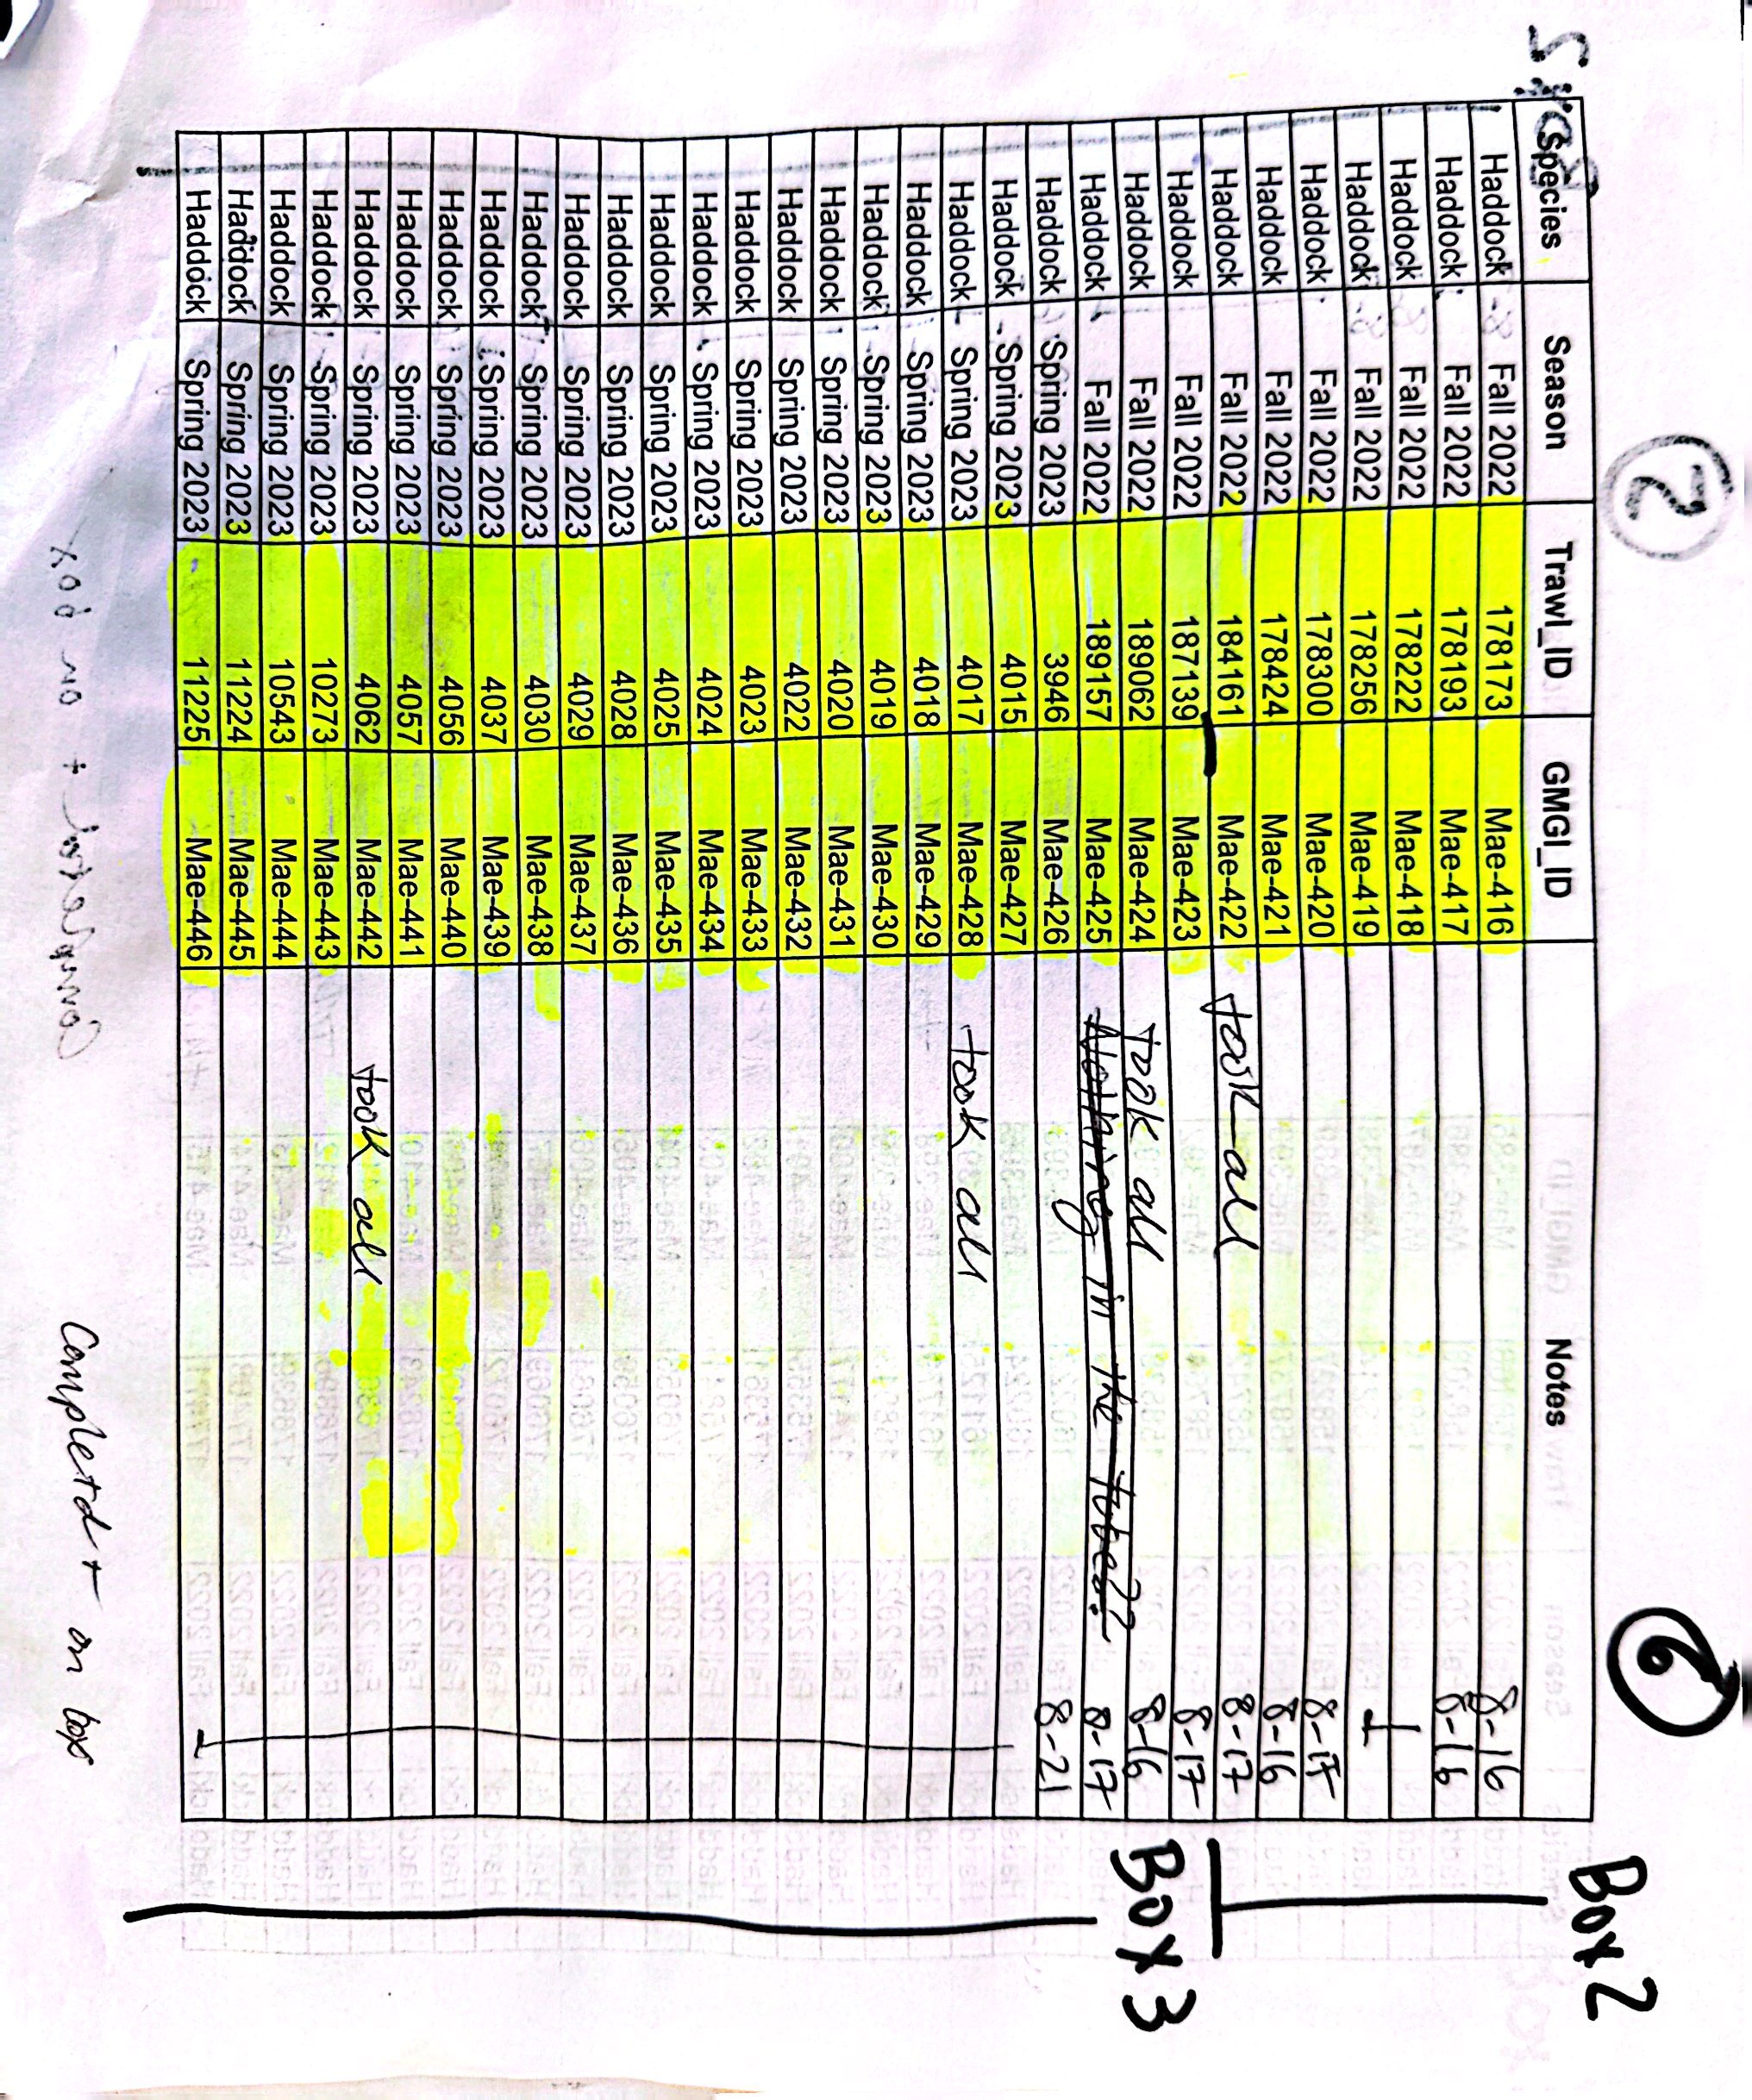 6
Box 2
Species Season Trawl_ID GMGI_ID Notes
Haddock Fall 2022 178173 Mae-416 8-16
Haddock Fall 2022 178193 Mae-417 8-16
Haddock Fall 2022 178222 Mae-418
Haddock Fall 2022 178256 Mae-419
Haddock Fall 2022 178300 Mae-420 8-17
Haddock Fall 2022 178424 Mae-421 8-16
Haddock Fall 2022 184161 Mae-422 took all 8-17
Haddock Fall 2022 187139 Mae-423 8-17
Box 3
Haddock Fall 2022 189062 Mae-424 took all 8-16
Haddock Fall 2022 189157 Mae-425 Nothing in the tube?? 8-17
Haddock Spring 2023 3946 Mae-426 8-21
Haddock Spring 2023 4015 Mae-427
Haddock Spring 2023 4017 Mae-428 took all
Haddock Spring 2023 4018 Mae-429
Haddock Spring 2023 4019 Mae-430
Haddock Spring 2023 4020 Mae-431
Haddock Spring 2023 4022 Mae-432
Haddock Spring 2023 4023 Mae-433
Haddock Spring 2023 4024 Mae-434
Haddock Spring 2023 4025 Mae-435
Haddock Spring 2023 4028 Mae-436
Haddock Spring 2023 4029 Mae-437
Haddock Spring 2023 4030 Mae-438
Haddock Spring 2023 4037 Mae-439
Haddock Spring 2023 4056 Mae-440
Haddock Spring 2023 4057 Mae-441
Haddock Spring 2023 4062 Mae-442 took all
Haddock Spring 2023 10273 Mae-443
Haddock Spring 2023 10543 Mae-444
Haddock Spring 2023 11224 Mae-445
Haddock Spring 2023 11225 Mae-446
Completed + on box